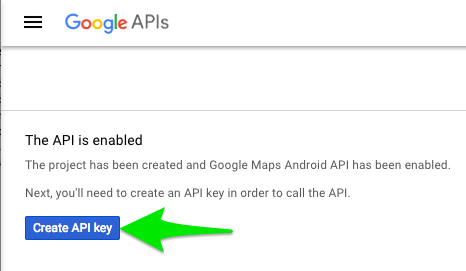 Google APIs
The API is enabled
The project has been created and Google Maps Android API has been enabled.
Next, you'll need to create an API key in order to call the API.
Create API key